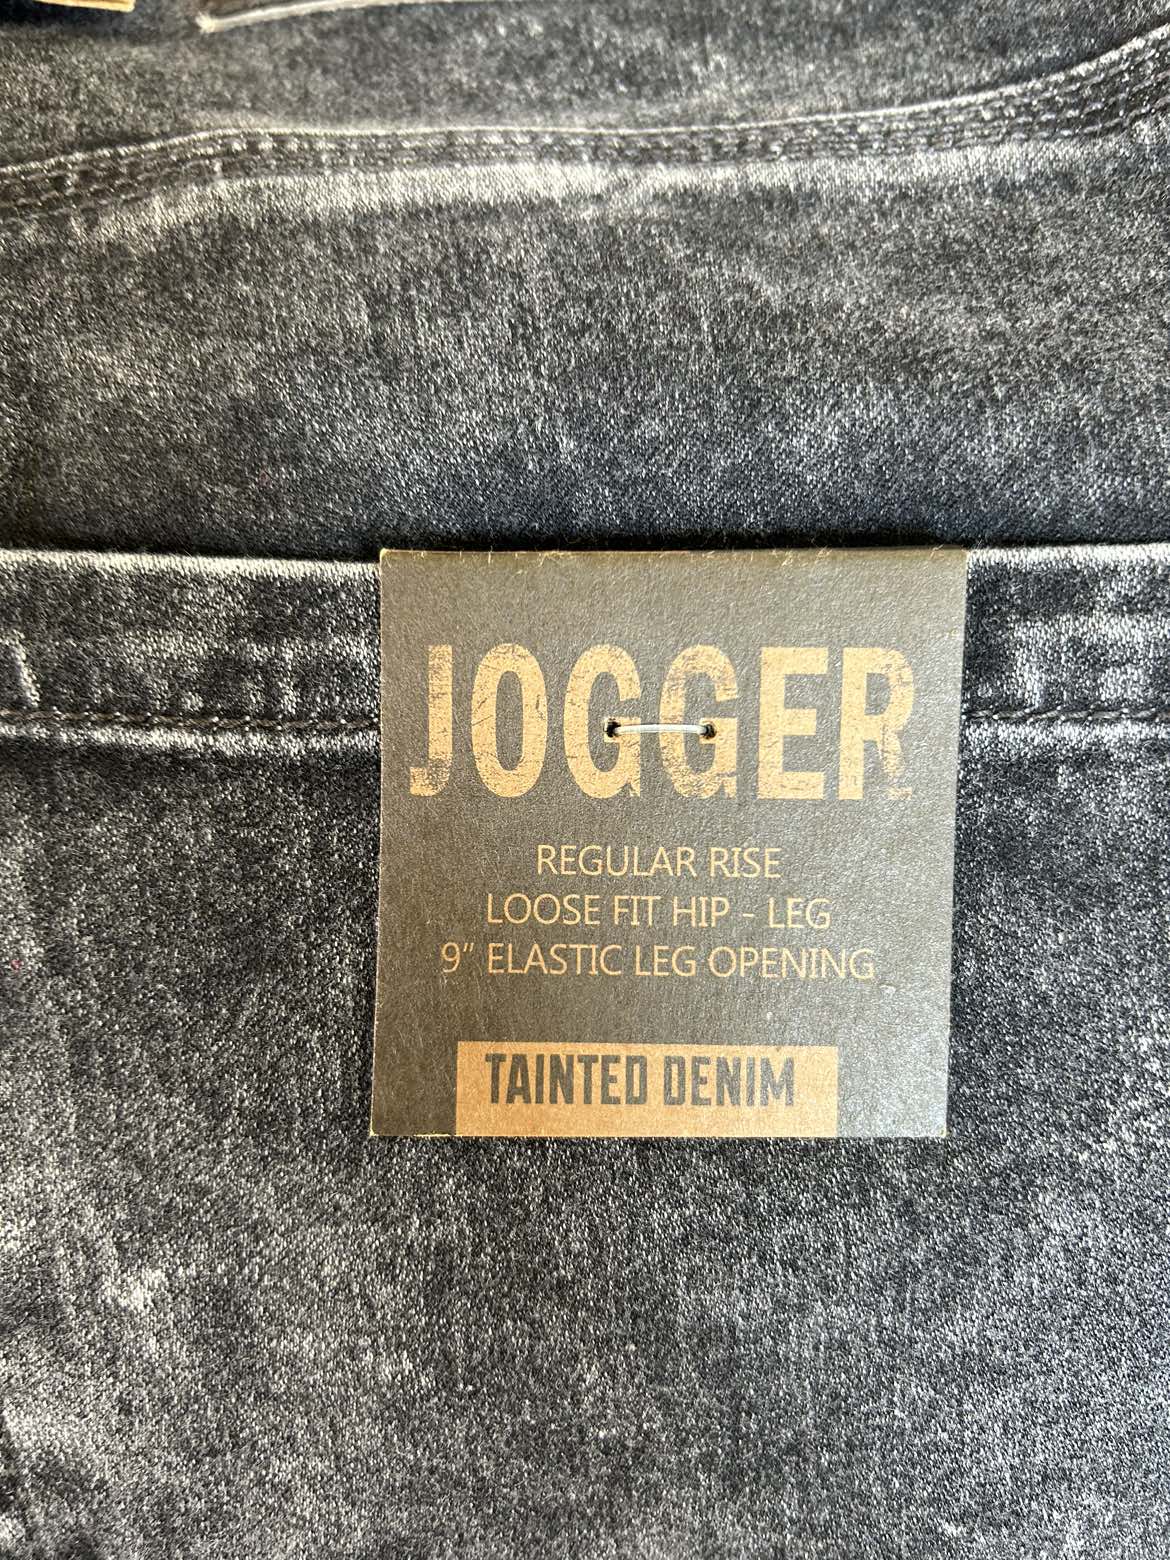 JOGGER
REGULAR RISE
LOOSE FIT HIP - LEG
9” ELASTIC LEG OPENING
TAINTED DENIM